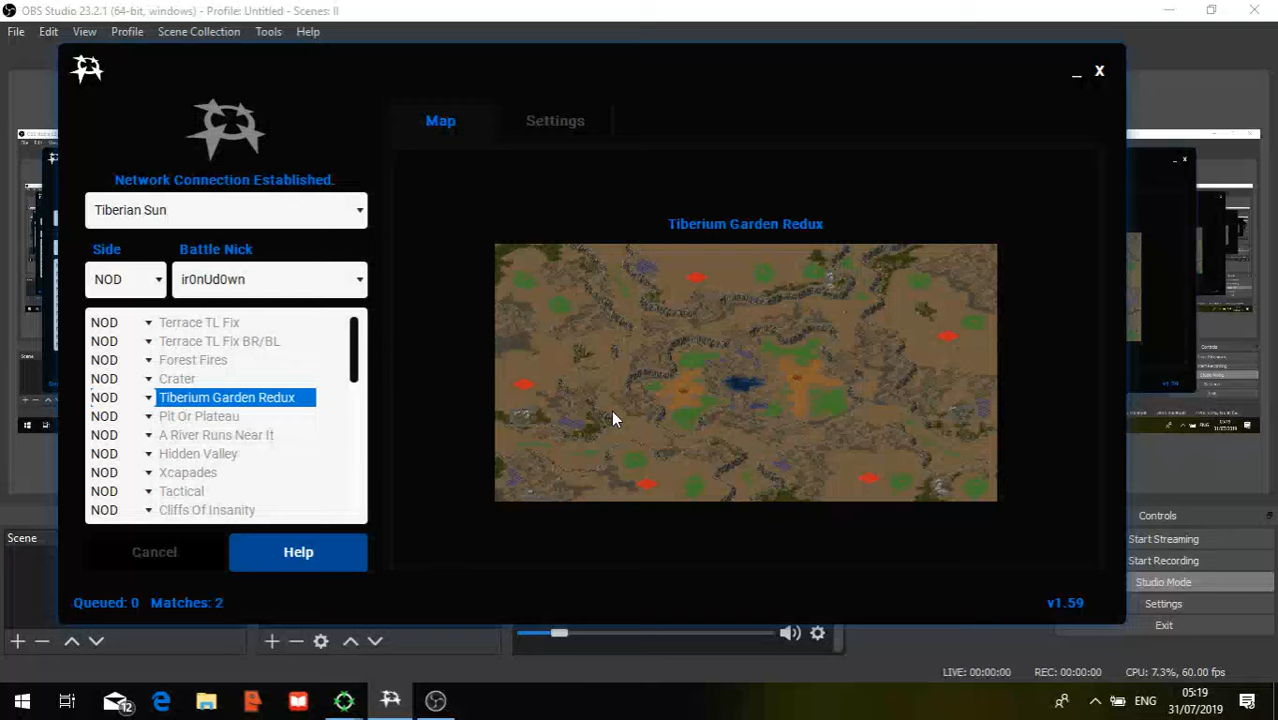 OBS Studio 23.2.1 (64-bit, windows) - Profile: Untitled - Scenes: II
File Edit View Profile Scene Collection Tools Help
Map Settings
Network Connection Established.
Tiberian Sun
Side Battle Nick
NOD ir0nUd0wn
NOD Terrace TL Fix
NOD Terrace TL Fix BR/BL
NOD Forest Fires
NOD Crater
NOD Tiberium Garden Redux
NOD Pit Or Plateau
NOD A River Runs Near It
NOD Hidden Valley
NOD Xcapades
NOD Tactical
NOD Cliffs Of Insanity
Cancel Help
Queued: 0 Matches: 2
Tiberium Garden Redux
v1.59
Scene
Controls
Start Streaming
Start Recording
Studio Mode
Settings
Exit
LIVE: 00:00:00 REC: 00:00:00 CPU: 7.3%, 60.00 fps
12
ENG
05:19
31/07/2019